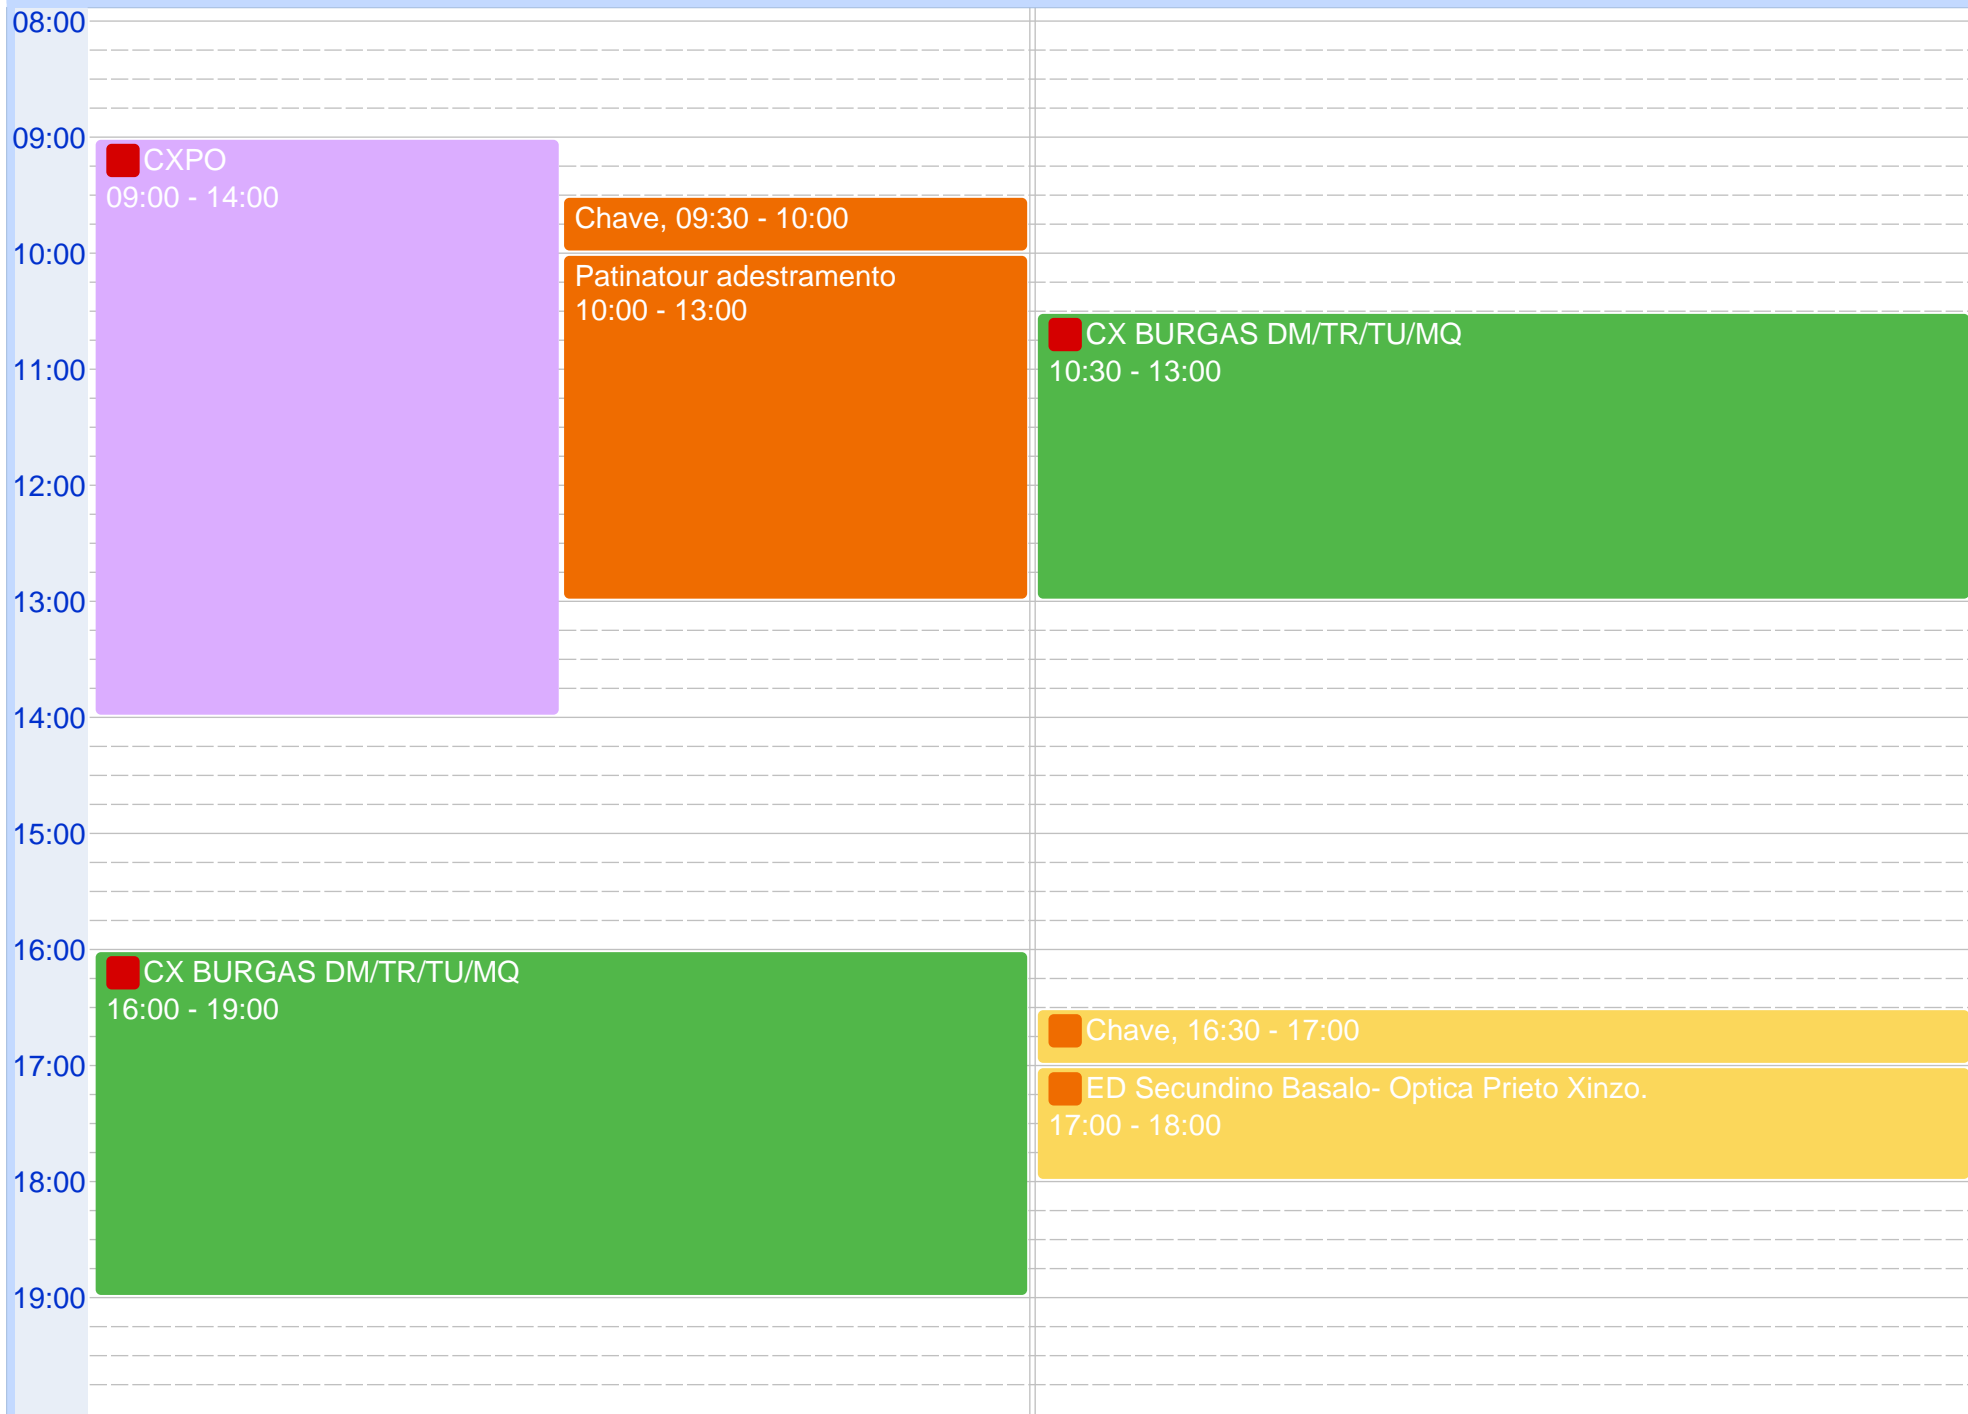 08:00
09:00
10:00
11:00
12:00
13:00
14:00
15:00
16:00
17:00
18:00
19:00
CXPO
09:00 - 14:00
Chave, 09:30 - 10:00
Patinatour adestramento
10:00 - 13:00
CX BURGAS DM/TR/TU/MQ
16:00 - 19:00
CX BURGAS DM/TR/TU/MQ
10:30 - 13:00
Chave, 16:30 - 17:00
ED Secundino Basalo- Optica Prieto Xinzo.
17:00 - 18:00